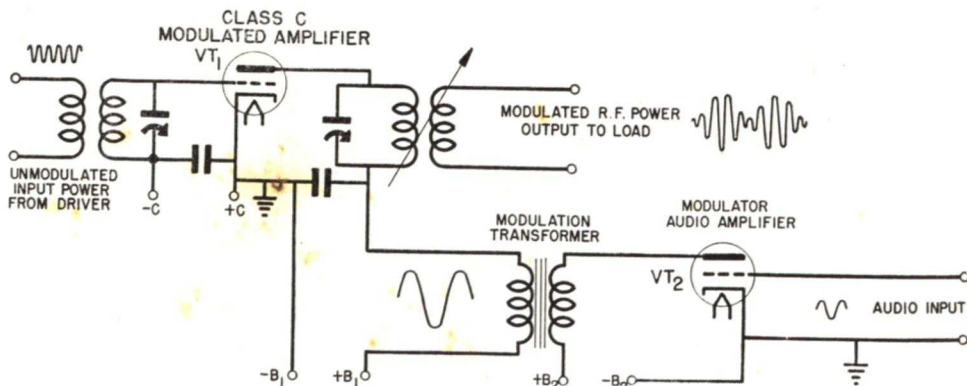 CLASS C
MODULATED AMPLIFIER
VT1
MODULATED R.F. POWER
OUTPUT TO LOAD
UNMODULATED
INPUT POWER
FROM DRIVER
-C
+C
MODULATION
TRANSFORMER
MODULATOR
AUDIO AMPLIFIER
VT2
AUDIO INPUT
-B1
+B1
+B2
-B2